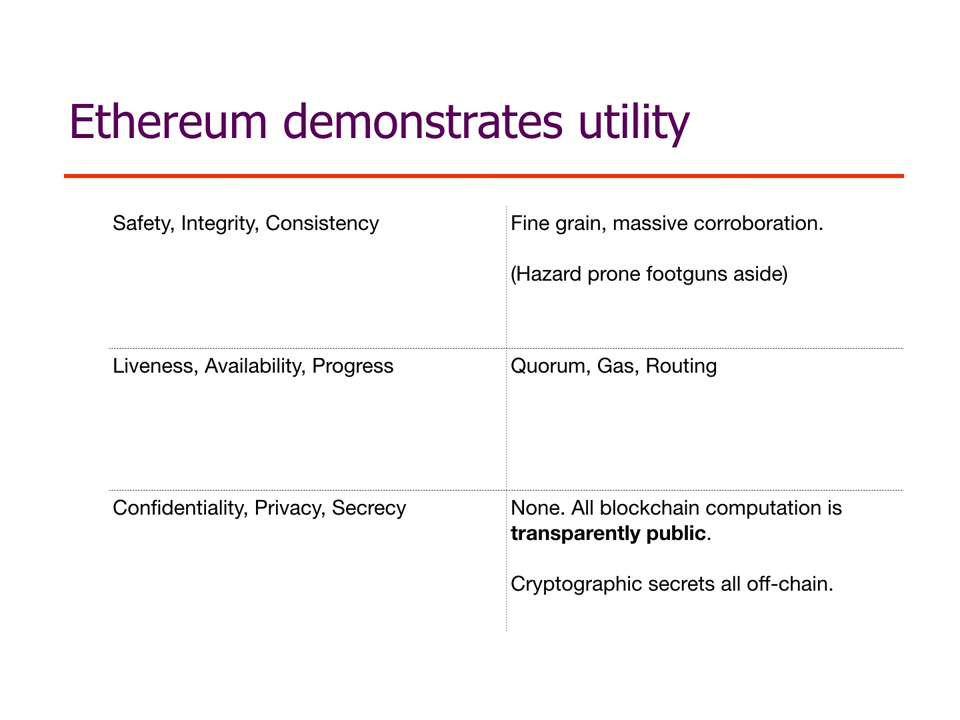 Ethereum demonstrates utility
Safety, Integrity, Consistency
Fine grain, massive corroboration.
(Hazard prone footguns aside)
Liveness, Availability, Progress
Quorum, Gas, Routing
Confidentiality, Privacy, Secrecy
None. All blockchain computation is
transparently public.
Cryptographic secrets all off-chain.